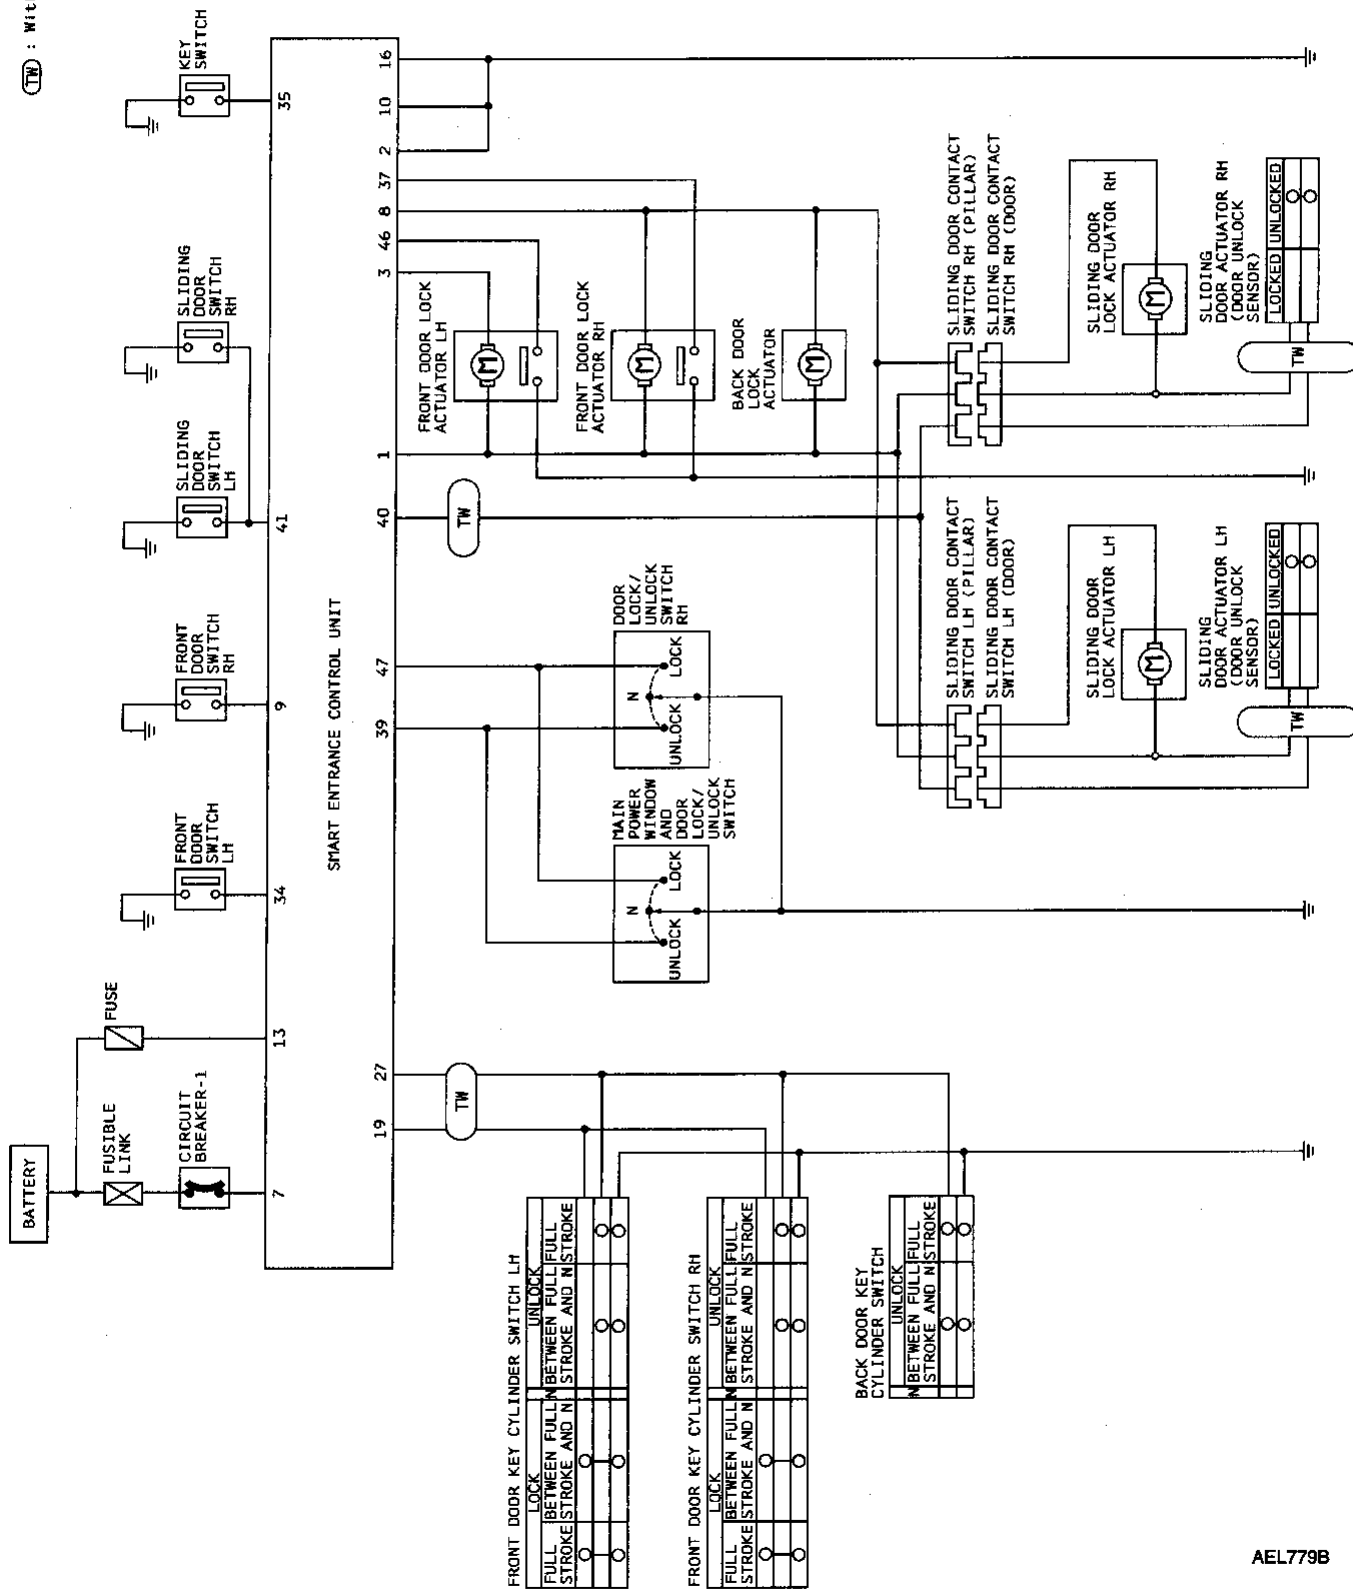 BATTERY
FUSIBLE
LINK
FUSE
CIRCUIT
BREAKER-1
7
13
FRONT
DOOR
SWITCH
LH
34
FRONT
DOOR
SWITCH
RH
9
SLIDING
DOOR
SWITCH
LH
41
SLIDING
DOOR
SWITCH
RH
KEY
SWITCH
35
TW : Wit
SMART ENTRANCE CONTROL UNIT
19
27
39
47
40
1
3
46
8
37
2
10
16
TW
TW
FRONT DOOR LOCK
ACTUATOR LH
M
FRONT DOOR LOCK
ACTUATOR RH
M
BACK DOOR
LOCK
ACTUATOR
M
MAIN
POWER
WINDOW
AND
DOOR
LOCK/
UNLOCK
SWITCH
UNLOCK N LOCK
DOOR
LOCK/
UNLOCK
SWITCH
RH
UNLOCK N LOCK
FRONT DOOR KEY CYLINDER SWITCH LH
LOCK UNLOCK
FULL STROKE
BETWEEN FULL STROKE AND N
N
BETWEEN FULL STROKE AND N
FULL STROKE
FRONT DOOR KEY CYLINDER SWITCH RH
LOCK UNLOCK
FULL STROKE
BETWEEN FULL STROKE AND N
N
BETWEEN FULL STROKE AND N
FULL STROKE
BACK DOOR KEY
CYLINDER SWITCH
UNLOCK
N
BETWEEN FULL STROKE AND N
FULL STROKE
SLIDING DOOR CONTACT
SWITCH LH (PILLAR)
SLIDING DOOR CONTACT
SWITCH LH (DOOR)
SLIDING DOOR
LOCK ACTUATOR LH
M
SLIDING
DOOR ACTUATOR LH
(DOOR UNLOCK
SENSOR)
LOCKED UNLOCKED
TW
SLIDING DOOR CONTACT
SWITCH RH (PILLAR)
SLIDING DOOR CONTACT
SWITCH RH (DOOR)
SLIDING DOOR
LOCK ACTUATOR RH
M
SLIDING
DOOR ACTUATOR RH
(DOOR UNLOCK
SENSOR)
LOCKED UNLOCKED
TW
AEL779B